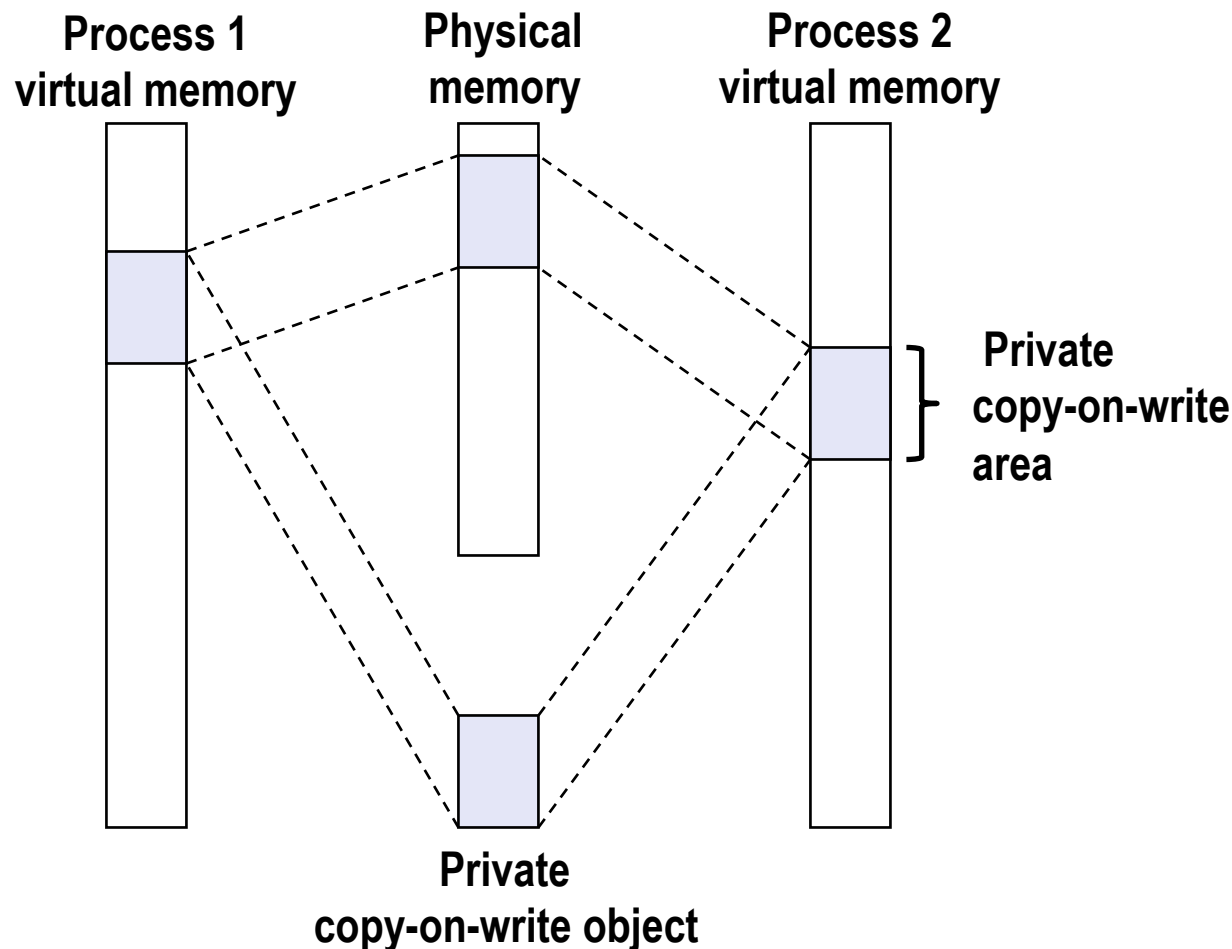 Process 1
virtual memory
Physical
memory
Process 2
virtual memory
Private
copy-on-write
area
Private
copy-on-write object